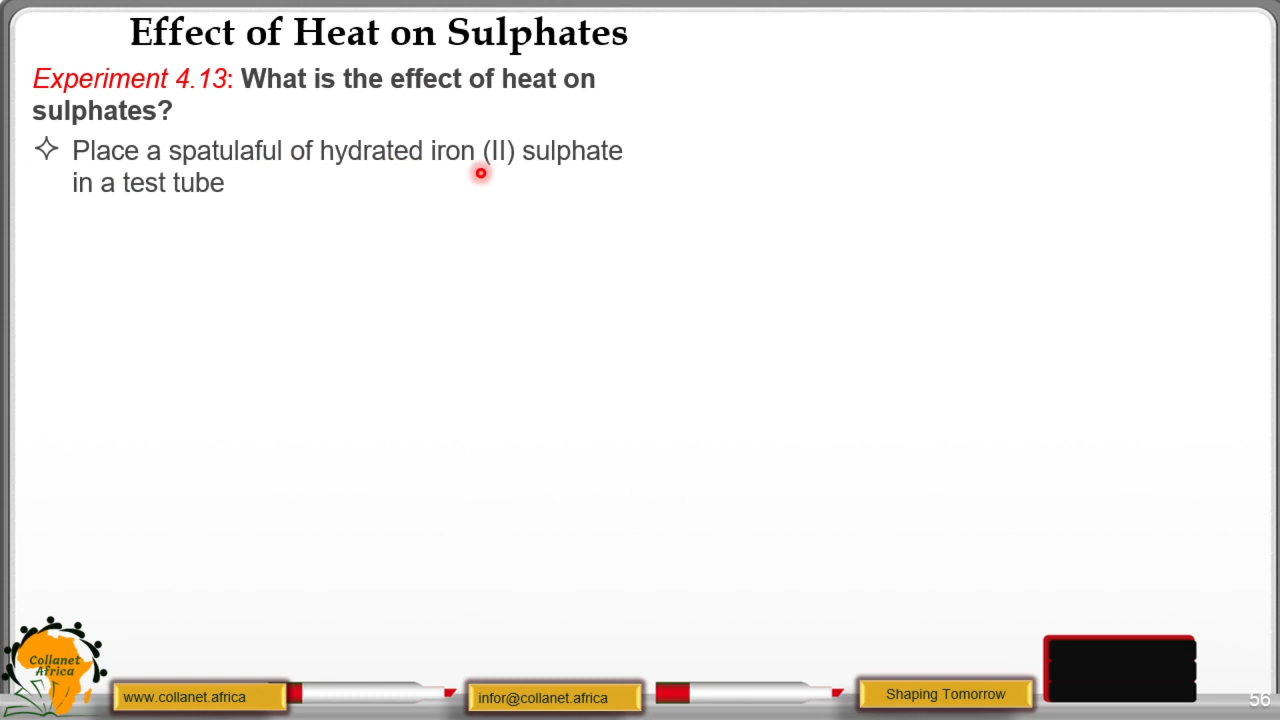 Effect of Heat on Sulphates
Experiment 4.13: What is the effect of heat on
sulphates?
Place a spatulaful of hydrated iron (II) sulphate
in a test tube
Collanet
Africa
www.collanet.africa
infor@collanet.africa
Shaping Tomorrow
56